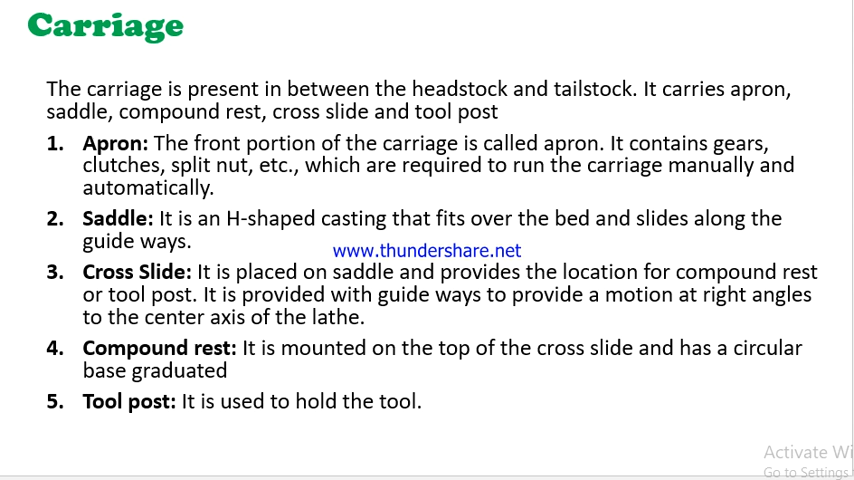 Carriage
The carriage is present in between the headstock and tailstock. It carries apron,
saddle, compound rest, cross slide and tool post
1. Apron: The front portion of the carriage is called apron. It contains gears,
clutches, split nut, etc., which are required to run the carriage manually and
automatically.
2. Saddle: It is an H-shaped casting that fits over the bed and slides along the
guide ways.
www.thundershare.net
3. Cross Slide: It is placed on saddle and provides the location for compound rest
or tool post. It is provided with guide ways to provide a motion at right angles
to the center axis of the lathe.
4. Compound rest: It is mounted on the top of the cross slide and has a circular
base graduated
5. Tool post: It is used to hold the tool.
Activate Wi
Go to Settings